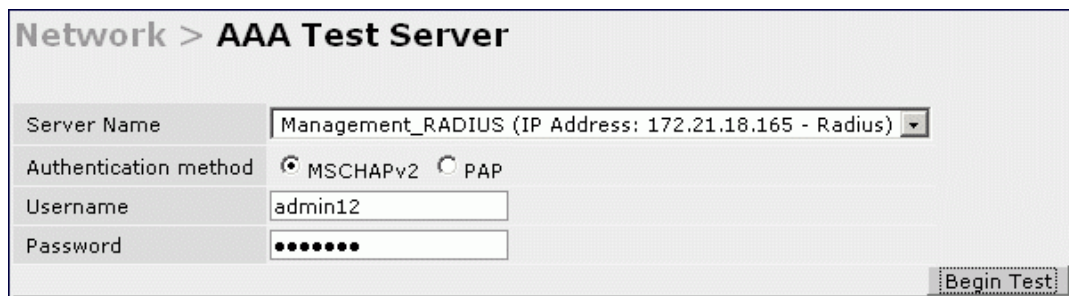 Network > AAA Test Server
Server Name Management_RADIUS (IP Address: 172.21.18.165 - Radius)
Authentication method MSCHAPv2 PAP
Username admin12
Password •••••••
Begin Test